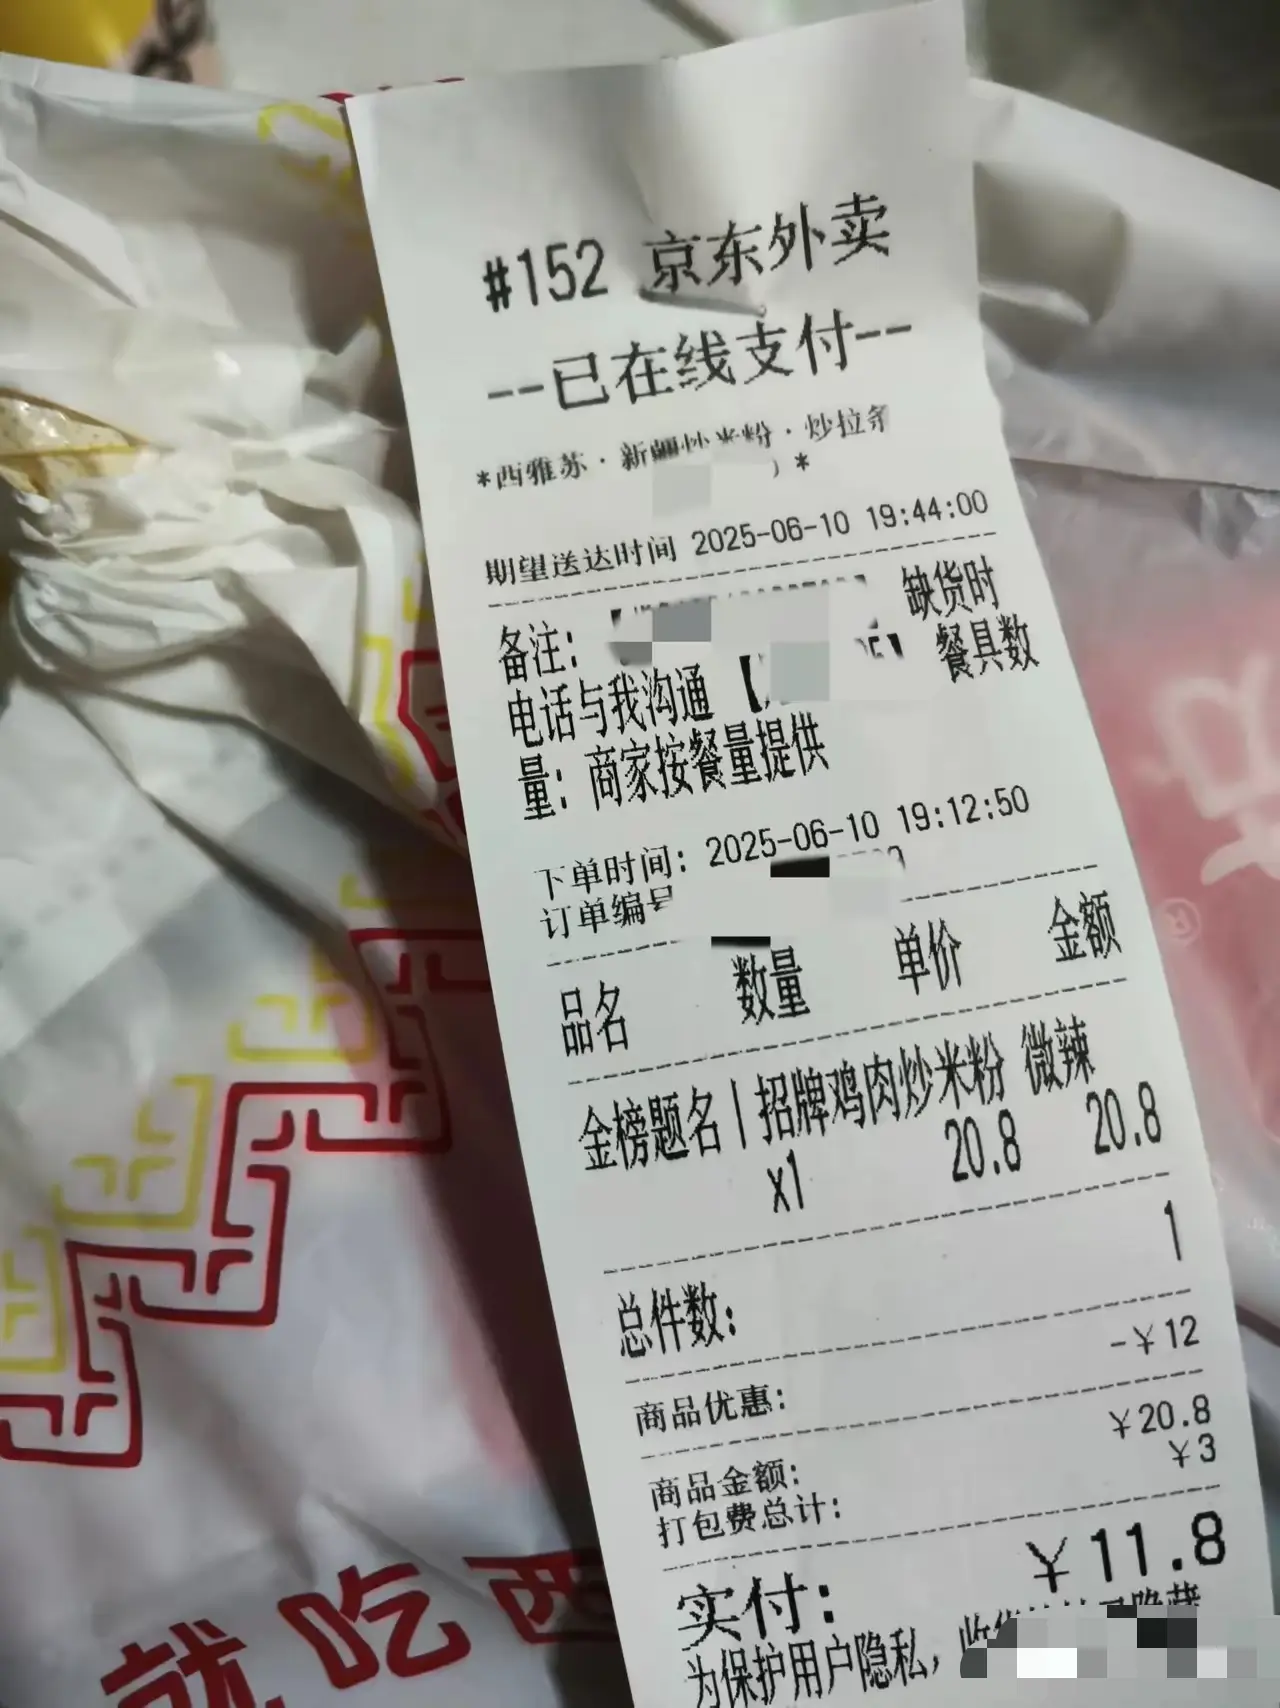 #152 京东外卖
--已在线支付--
*西雅苏·新疆炒米粉·炒拉条
)*
期望送达时间 2025-06-10 19:44:00
备注: 缺货时
电话与我沟通【 】 餐具数
量: 商家按餐量提供
下单时间: 2025-06-10 19:12:50
订单编号
品名 数量 单价 金额
金榜题名丨招牌鸡肉炒米粉 微辣
x1 20.8 20.8
总件数: 1
商品优惠: -¥12
商品金额: ¥20.8
打包费总计: ¥3
实付: ¥11.8
为保护用户隐私,
就吃西
®